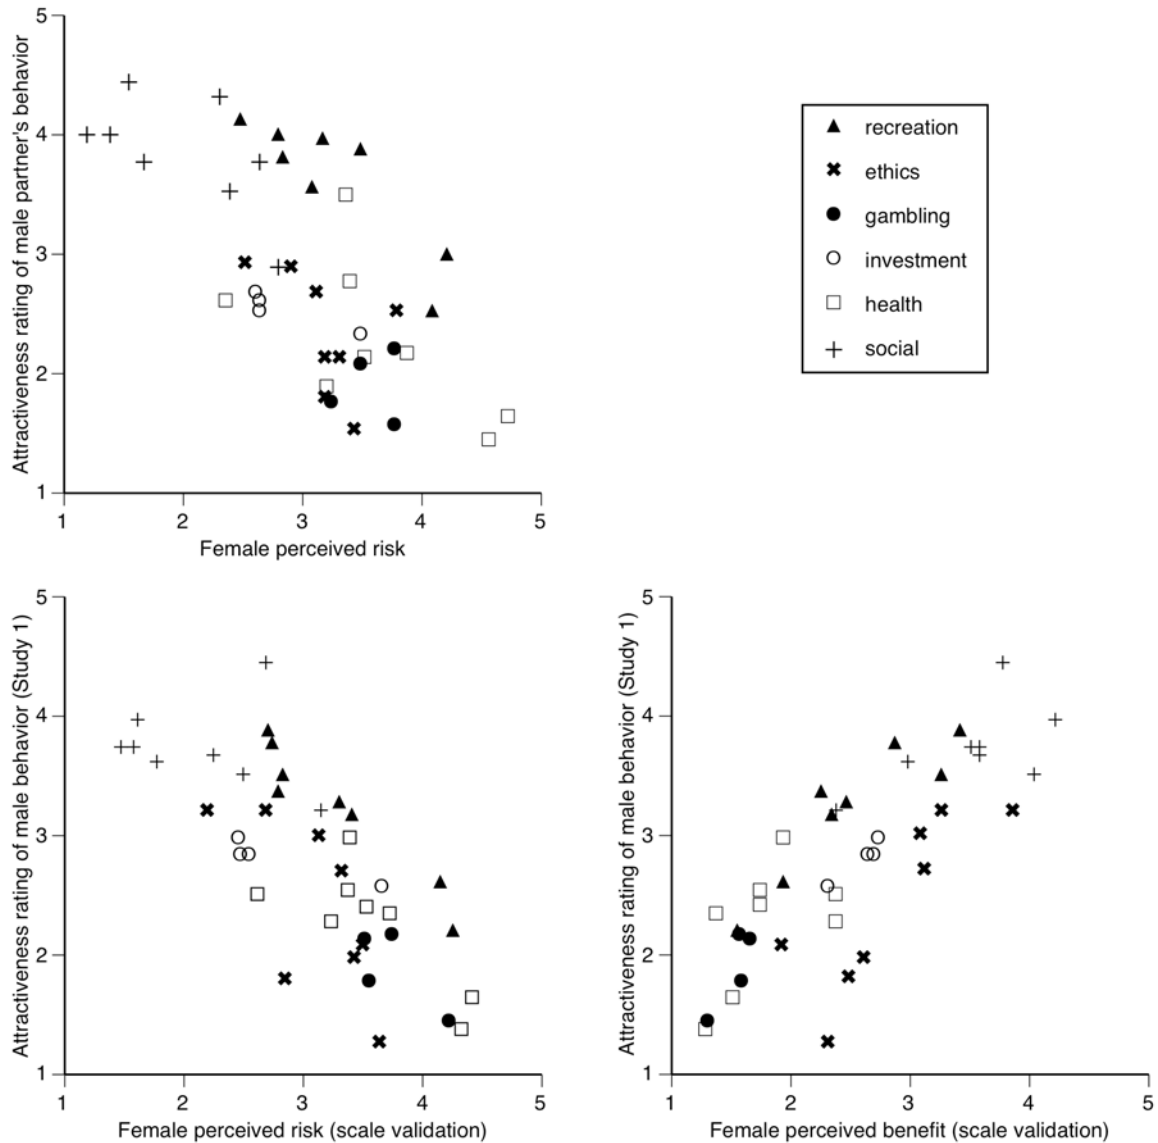 5
4
3
2
1
Attractiveness rating of male partner's behavior
1 2 3 4 5
Female perceived risk
recreation
ethics
gambling
investment
health
social
5
4
3
2
1
Attractiveness rating of male behavior (Study 1)
1 2 3 4 5
Female perceived risk (scale validation)
5
4
3
2
1
Attractiveness rating of male behavior (Study 1)
1 2 3 4 5
Female perceived benefit (scale validation)